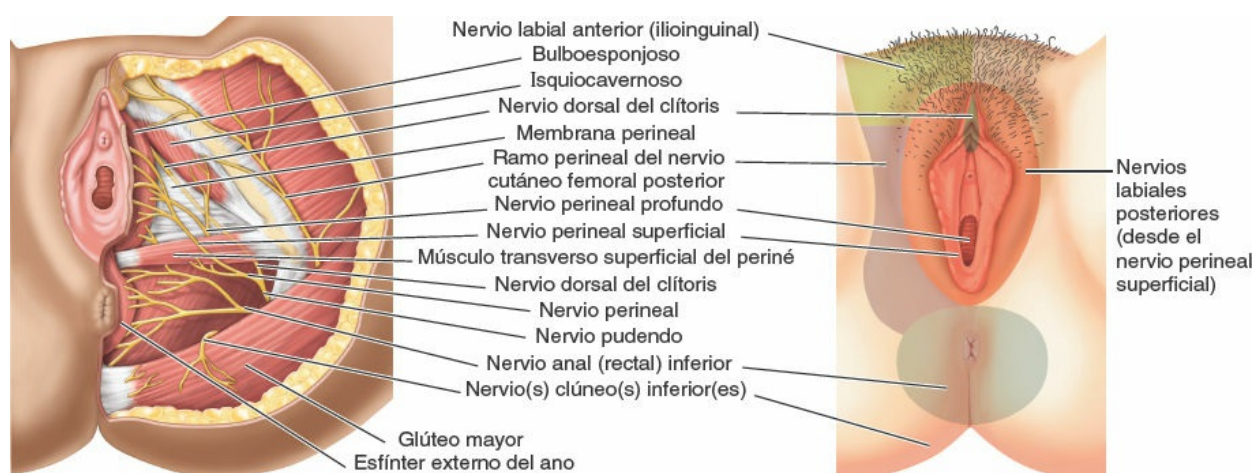 Nervio labial anterior (ilioinguinal)
Bulboesponjoso
Isquiocavernoso
Nervio dorsal del clítoris
Membrana perineal
Ramo perineal del nervio
cutáneo femoral posterior
Nervio perineal profundo
Nervio perineal superficial
Músculo transverso superficial del periné
Nervio dorsal del clítoris
Nervio perineal
Nervio pudendo
Nervio anal (rectal) inferior
Nervio(s) clúneo(s) inferior(es)
Glúteo mayor
Esfínter externo del ano
Nervios
labiales
posteriores
(desde el
nervio perineal
superficial)